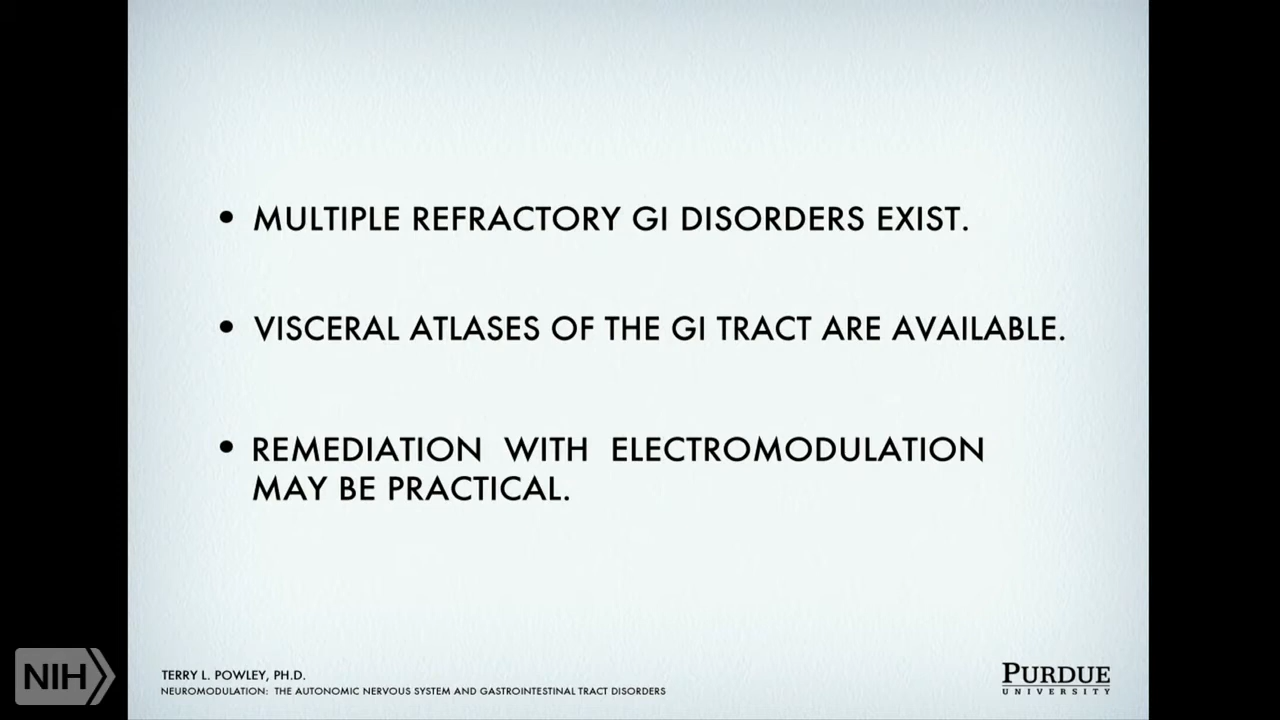 • MULTIPLE REFRACTORY GI DISORDERS EXIST.
• VISCERAL ATLASES OF THE GI TRACT ARE AVAILABLE.
• REMEDIATION WITH ELECTROMODULATION
MAY BE PRACTICAL.
NIH
TERRY L. POWLEY, PH.D.
NEUROMODULATION: THE AUTONOMIC NERVOUS SYSTEM AND GASTROINTESTINAL TRACT DISORDERS
PURDUE
UNIVERSITY